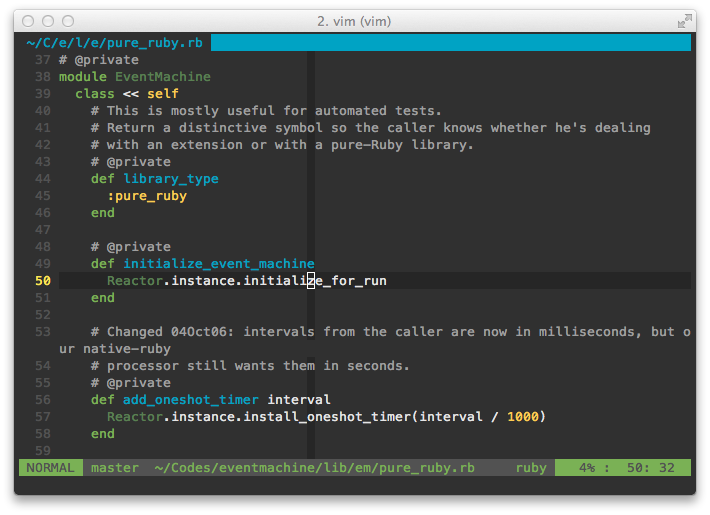 2. vim (vim)
~/C/e/l/e/pure_ruby.rb
37 # @private
38 module EventMachine
39   class << self
40     # This is mostly useful for automated tests.
41     # Return a distinctive symbol so the caller knows whether he's dealing
42     # with an extension or with a pure-Ruby library.
43     # @private
44     def library_type
45       :pure_ruby
46     end
47
48     # @private
49     def initialize_event_machine
50       Reactor.instance.initialize_for_run
51     end
52
53     # Changed 04Oct06: intervals from the caller are now in milliseconds, but o
ur native-ruby
54     # processor still wants them in seconds.
55     # @private
56     def add_oneshot_timer interval
57       Reactor.instance.install_oneshot_timer(interval / 1000)
58     end
59
NORMAL master ~/Codes/eventmachine/lib/em/pure_ruby.rb ruby 4% : 50: 32